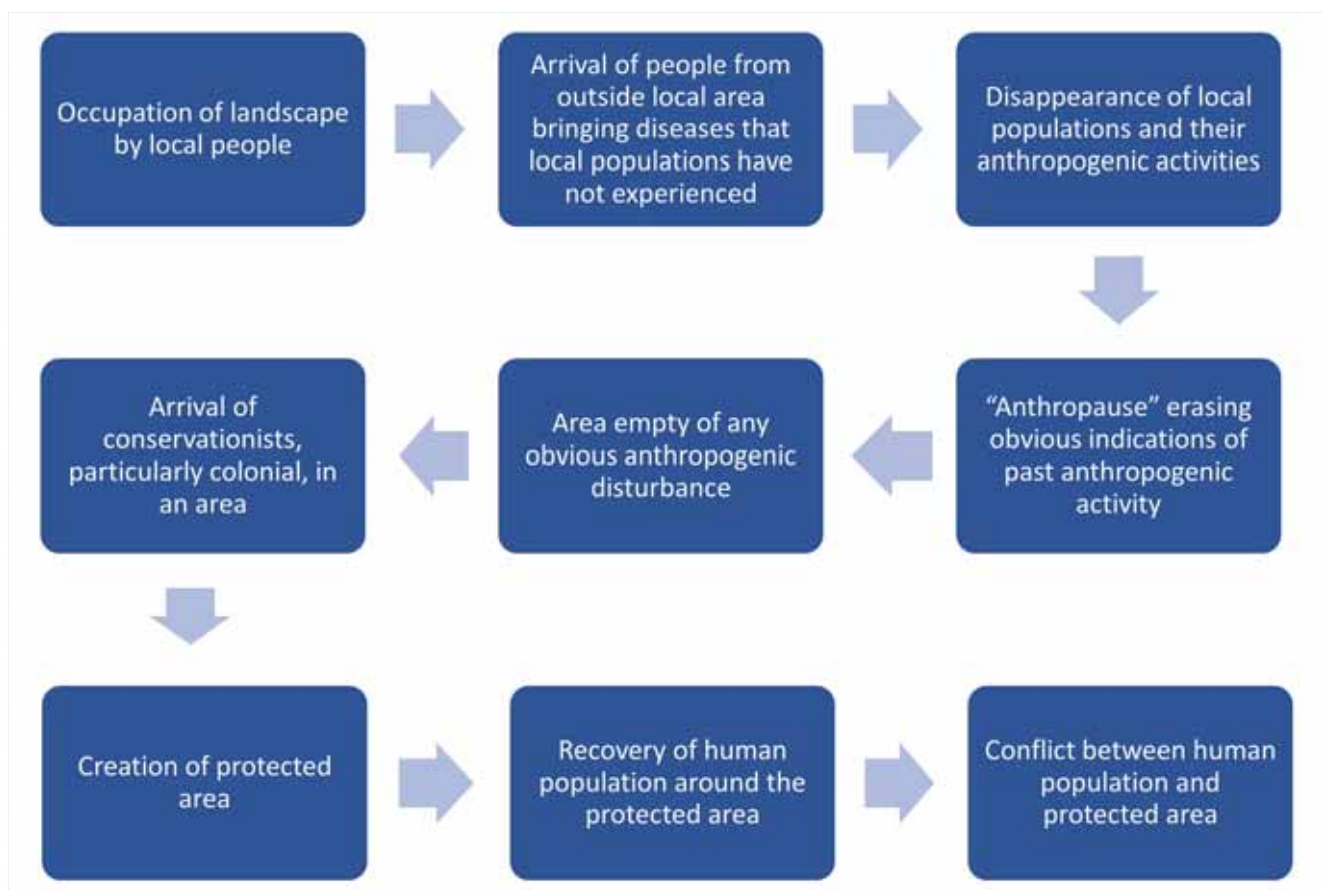 Occupation of landscape
by local people
Arrival of people from
outside local area
bringing diseases that
local populations have
not experienced
Disappearance of local
populations and their
anthropogenic activities
“Anthropause” erasing
obvious indications of
past anthropogenic
activity
Area empty of any
obvious anthropogenic
disturbance
Arrival of
conservationists,
particularly colonial, in
an area
Creation of protected
area
Recovery of human
population around the
protected area
Conflict between human
population and
protected area